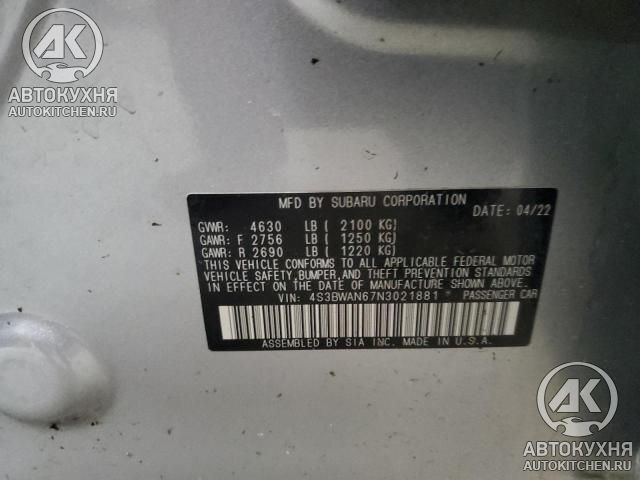 АК
АВТОКУХНЯ
AUTOKITCHEN.RU
MFD BY SUBARU CORPORATION
DATE: 04/22
GVWR: 4630 LB ( 2100 KG)
GAWR: F 2756 LB ( 1250 KG)
GAWR: R 2690 LB ( 1220 KG)
THIS VEHICLE CONFORMS TO ALL APPLICABLE FEDERAL MOTOR
VEHICLE SAFETY, BUMPER, AND THEFT PREVENTION STANDARDS
IN EFFECT ON THE DATE OF MANUFACTURE SHOWN ABOVE.
VIN: 4S3BWAN67N3021881 * PASSENGER CAR
ASSEMBLED BY SIA INC. MADE IN U.S.A.
АК
АВТОКУХНЯ
AUTOKITCHEN.RU